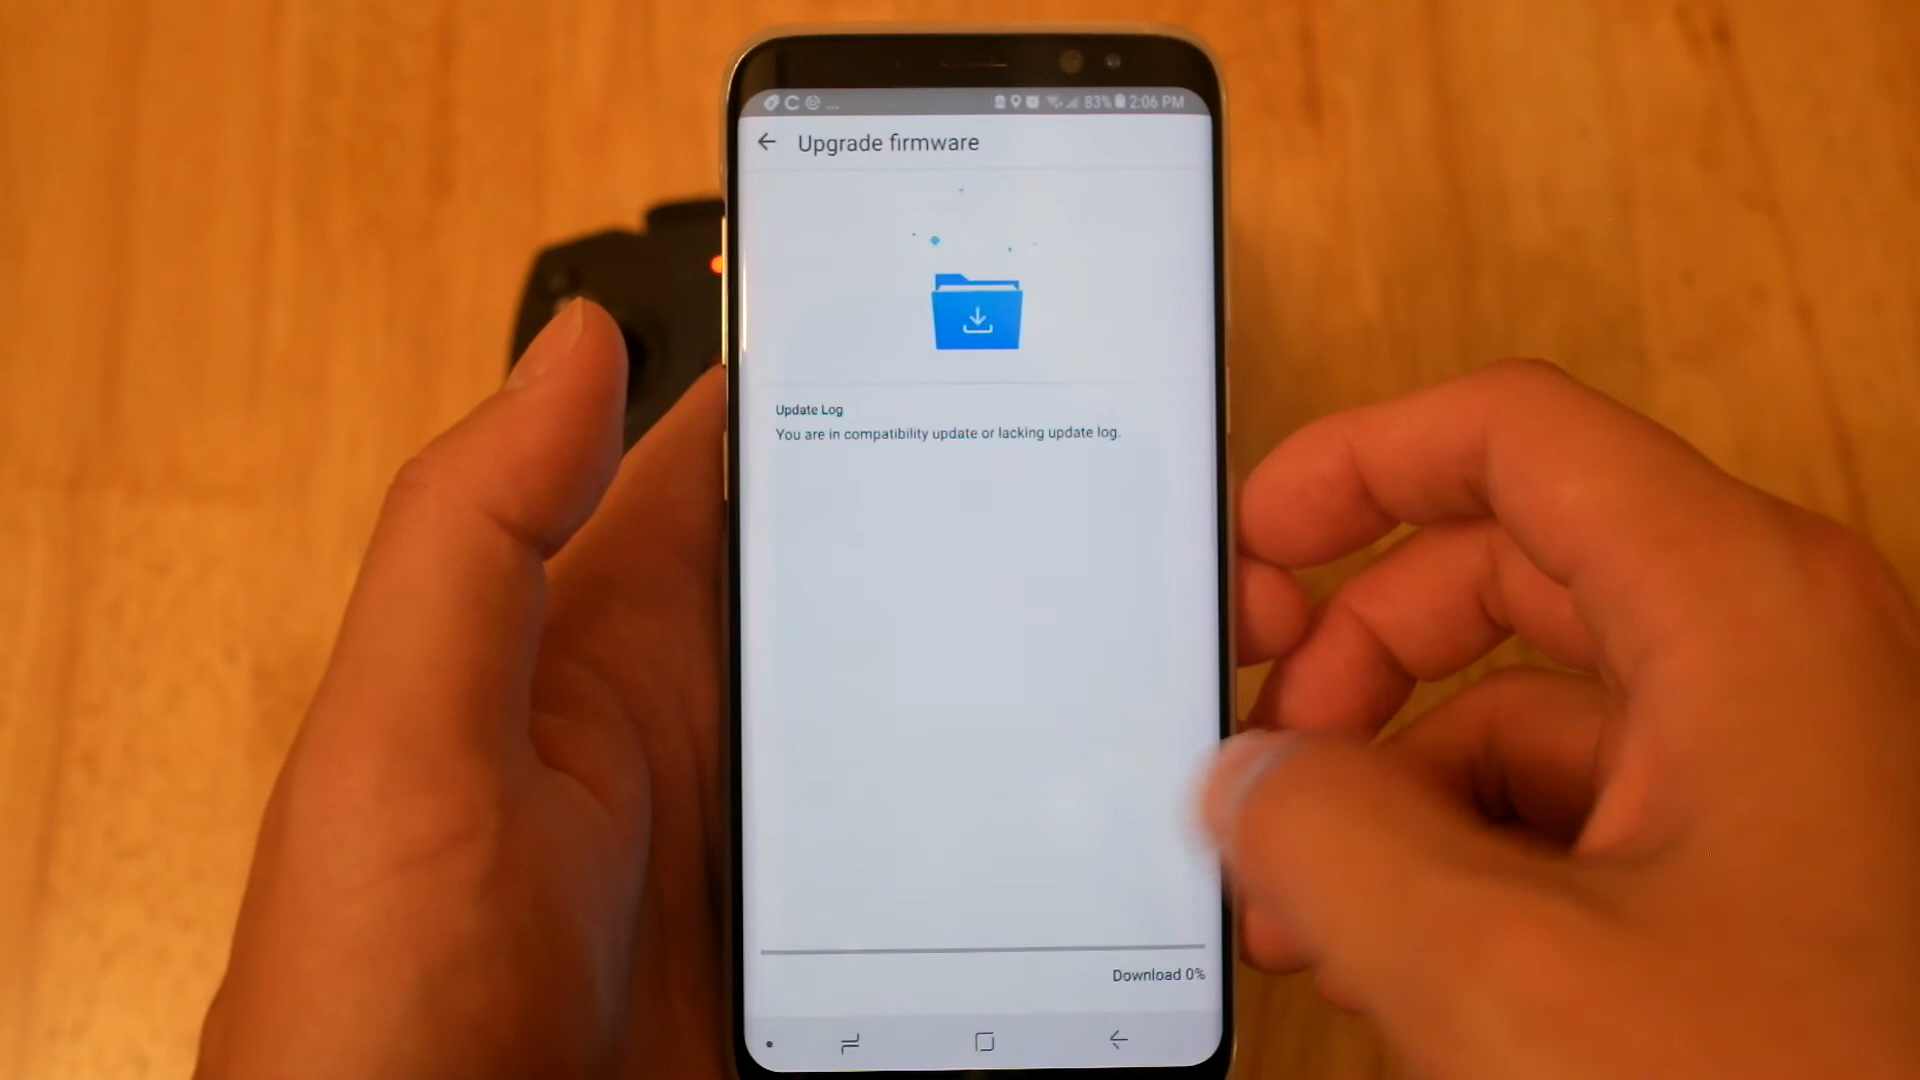 83% 2:06 PM
Upgrade firmware
Update Log
You are in compatibility update or lacking update log.
Download 0%